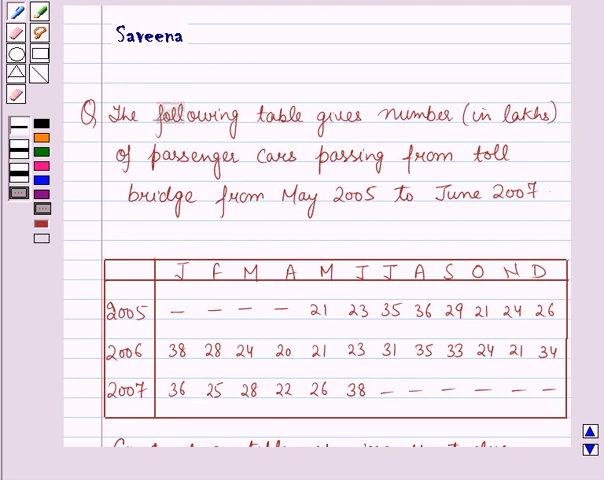 Saveena
Q The following table gives number (in lakhs)
of passenger cars passing from toll
bridge from May 2005 to June 2007.
J F M A M J J A S O N D
2005 — — — — 21 23 35 36 29 21 24 26
2006 38 28 24 20 21 23 31 35 33 24 21 34
2007 36 25 28 22 26 38 — — — — — —